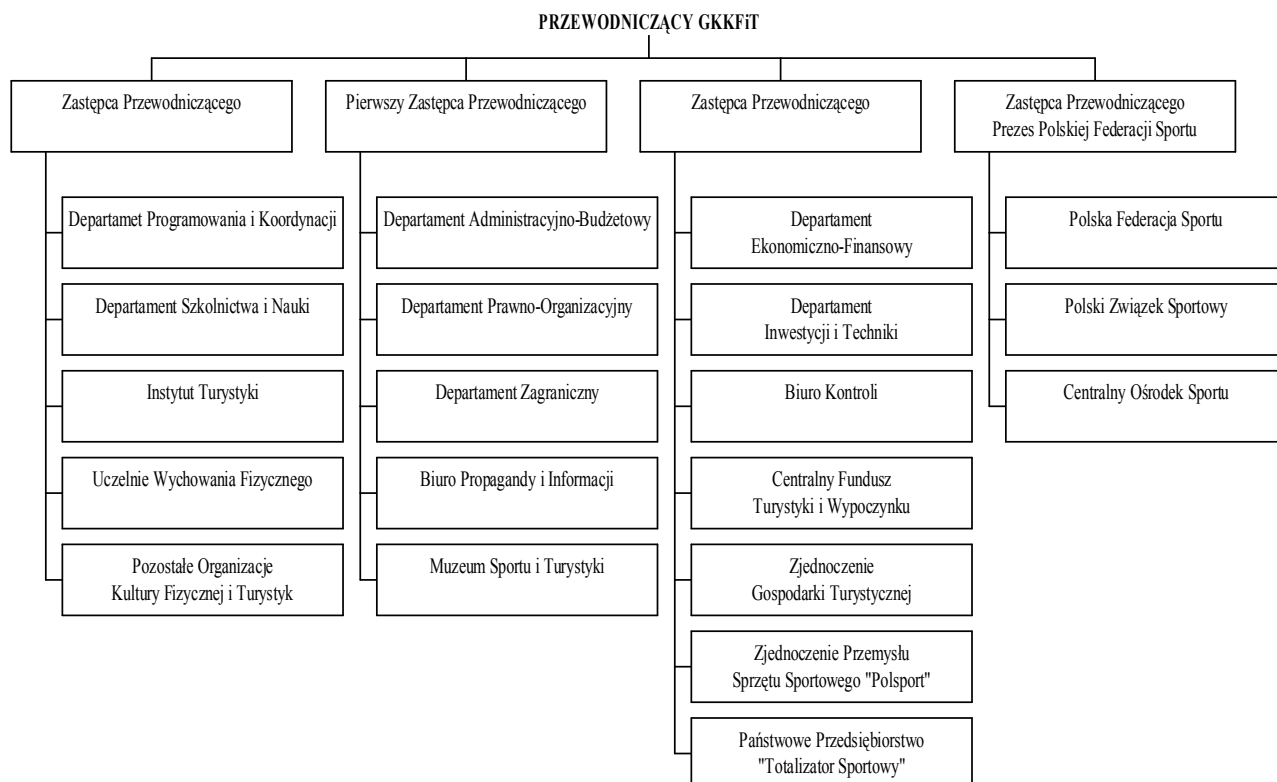 PRZEWODNICZĄCY GKKFiT
Zastępca Przewodniczącego
Pierwszy Zastępca Przewodniczącego
Zastępca Przewodniczącego
Zastępca Przewodniczącego
Prezes Polskiej Federacji Sportu
Departamet Programowania i Koordynacji
Departament Szkolnictwa i Nauki
Instytut Turystyki
Uczelnie Wychowania Fizycznego
Pozostałe Organizacje
Kultury Fizycznej i Turystyk
Departament Administracyjno-Budżetowy
Departament Prawno-Organizacyjny
Departament Zagraniczny
Biuro Propagandy i Informacji
Muzeum Sportu i Turystyki
Departament
Ekonomiczno-Finansowy
Departament
Inwestycji i Techniki
Biuro Kontroli
Centralny Fundusz
Turystyki i Wypoczynku
Zjednoczenie
Gospodarki Turystycznej
Zjednoczenie Przemysłu
Sprzętu Sportowego "Polsport"
Państwowe Przedsiębiorstwo
"Totalizator Sportowy"
Polska Federacja Sportu
Polski Związek Sportowy
Centralny Ośrodek Sportu